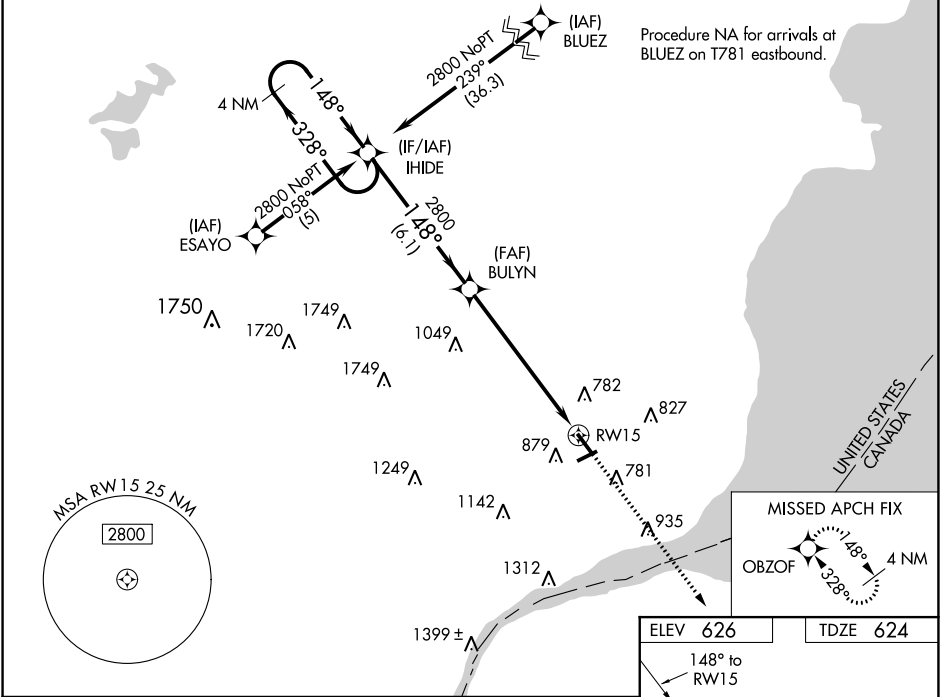 (IAF)
BLUEZ
Procedure NA for arrivals at
BLUEZ on T781 eastbound.
2800 NoPT
239°
(36.3)
4 NM
148°
328°
(IF/IAF)
IHIDE
2800 NoPT
058°
(5)
(IAF)
ESAYO
2800
148°
(6.1)
(FAF)
BULYN
1750
1720
1749
1049
1749
782
827
RW15
879
781
1249
1142
935
1312
1399 ±
UNITED STATES
CANADA
MSA RW15 25 NM
2800
MISSED APCH FIX
OBZOF
148°
328°
4 NM
ELEV 626
TDZE 624
148° to
RW15